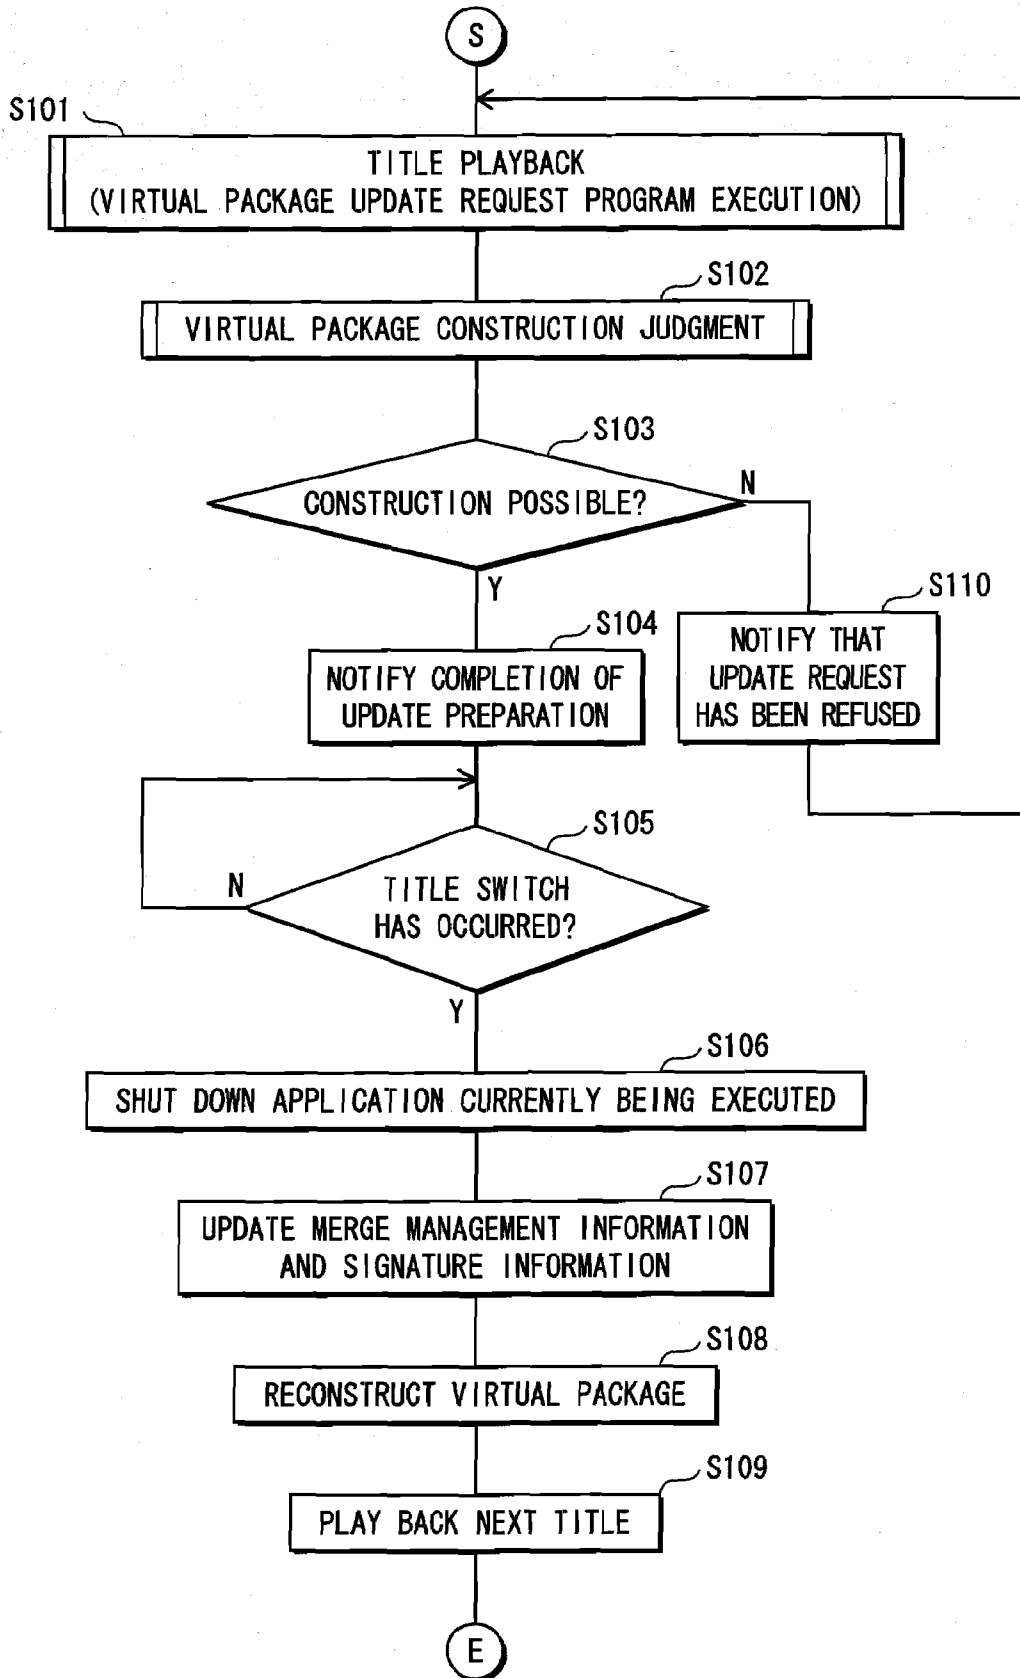 S
S101
TITLE PLAYBACK
(VIRTUAL PACKAGE UPDATE REQUEST PROGRAM EXECUTION)
S102
VIRTUAL PACKAGE CONSTRUCTION JUDGMENT
S103
CONSTRUCTION POSSIBLE?
N
Y
S110
NOTIFY THAT
UPDATE REQUEST
HAS BEEN REFUSED
S104
NOTIFY COMPLETION OF
UPDATE PREPARATION
S105
TITLE SWITCH
HAS OCCURRED?
N
Y
S106
SHUT DOWN APPLICATION CURRENTLY BEING EXECUTED
S107
UPDATE MERGE MANAGEMENT INFORMATION
AND SIGNATURE INFORMATION
S108
RECONSTRUCT VIRTUAL PACKAGE
S109
PLAY BACK NEXT TITLE
E